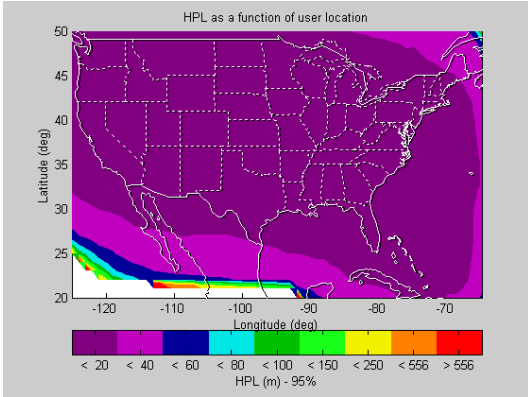 HPL as a function of user location
50
45
40
35
30
25
20
Latitude (deg)
-120 -110 -100 -90 -80 -70
Longitude (deg)
< 20 < 40 < 60 < 80 < 100 < 150 < 250 < 556 > 556
HPL (m) - 95%